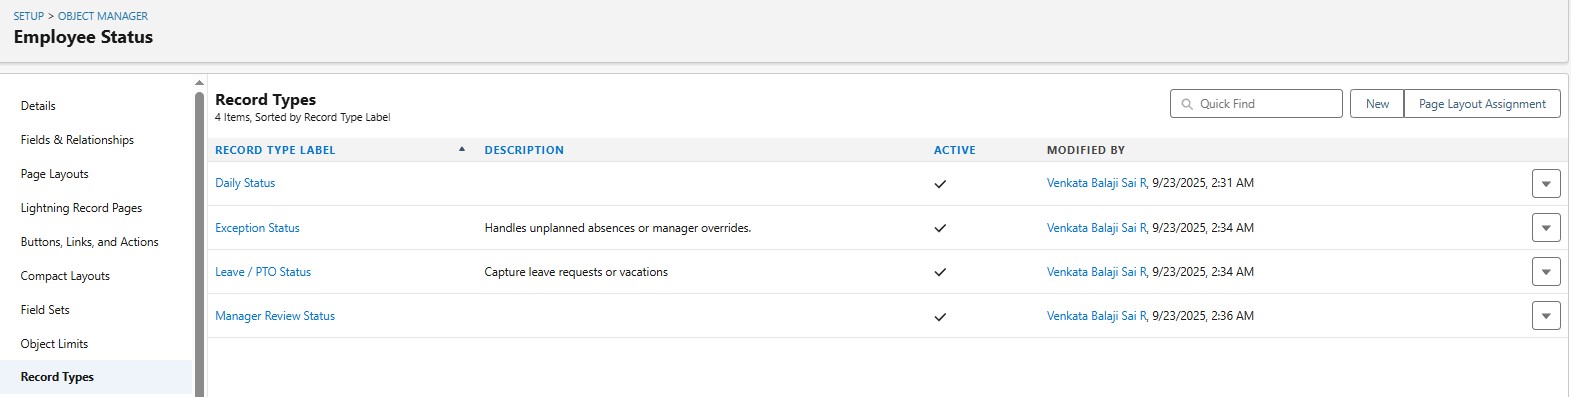 SETUP > OBJECT MANAGER
Employee Status
Details
Fields & Relationships
Page Layouts
Lightning Record Pages
Buttons, Links, and Actions
Compact Layouts
Field Sets
Object Limits
Record Types
Record Types
4 Items, Sorted by Record Type Label
Quick Find
New
Page Layout Assignment
RECORD TYPE LABEL DESCRIPTION ACTIVE MODIFIED BY
Daily Status Venkata Balaji Sai R, 9/23/2025, 2:31 AM
Exception Status Handles unplanned absences or manager overrides. Venkata Balaji Sai R, 9/23/2025, 2:34 AM
Leave / PTO Status Capture leave requests or vacations Venkata Balaji Sai R, 9/23/2025, 2:34 AM
Manager Review Status Venkata Balaji Sai R, 9/23/2025, 2:36 AM